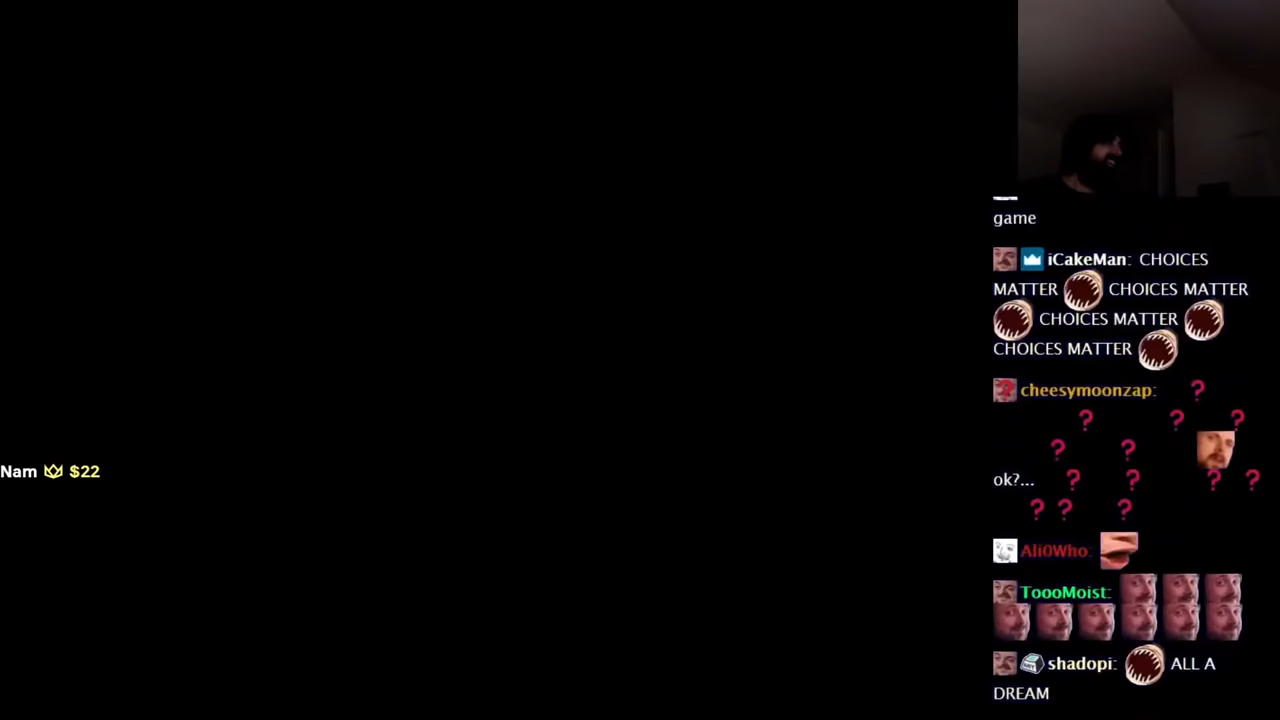 game
iCakeMan: CHOICES
MATTER CHOICES MATTER
CHOICES MATTER
CHOICES MATTER
cheesymoonzap: ?
? ? ?
? ?
Nam $22
ok?... ? ? ? ?
? ? ?
Ali0Who:
ToooMoist:
shadopi: ALL A
DREAM